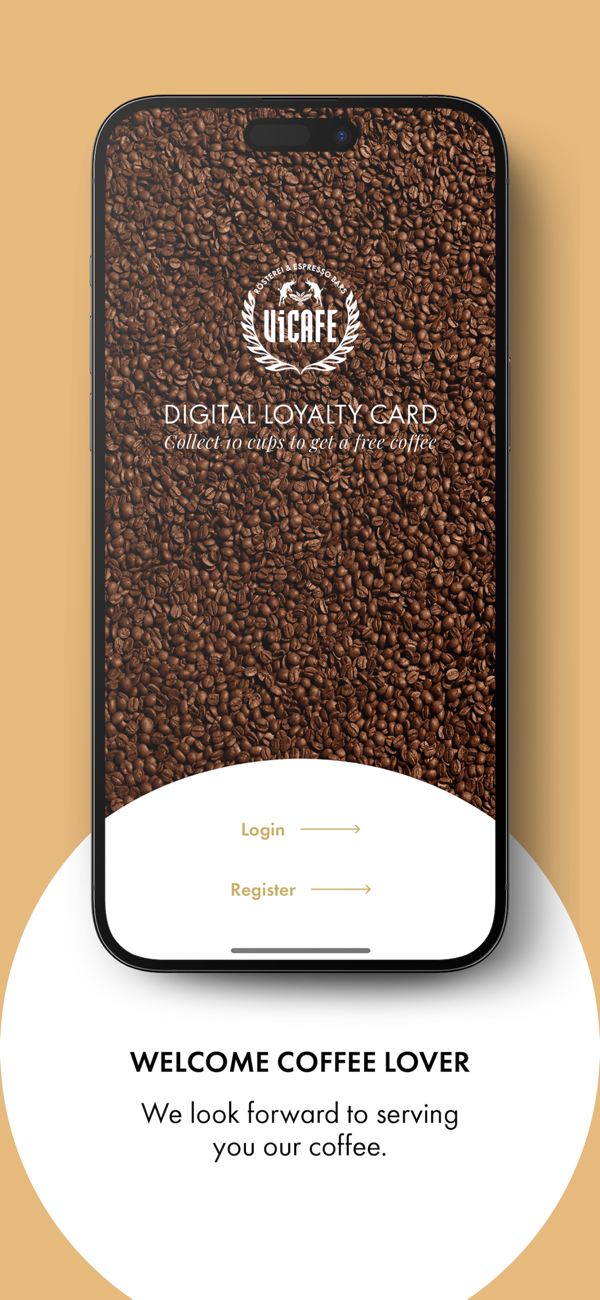 RÖSTEREI & ESPRESSO BARS
ViCAFE
DIGITAL LOYALTY CARD
Collect 10 cups to get a free coffee
Login
Register
WELCOME COFFEE LOVER
We look forward to serving
you our coffee.